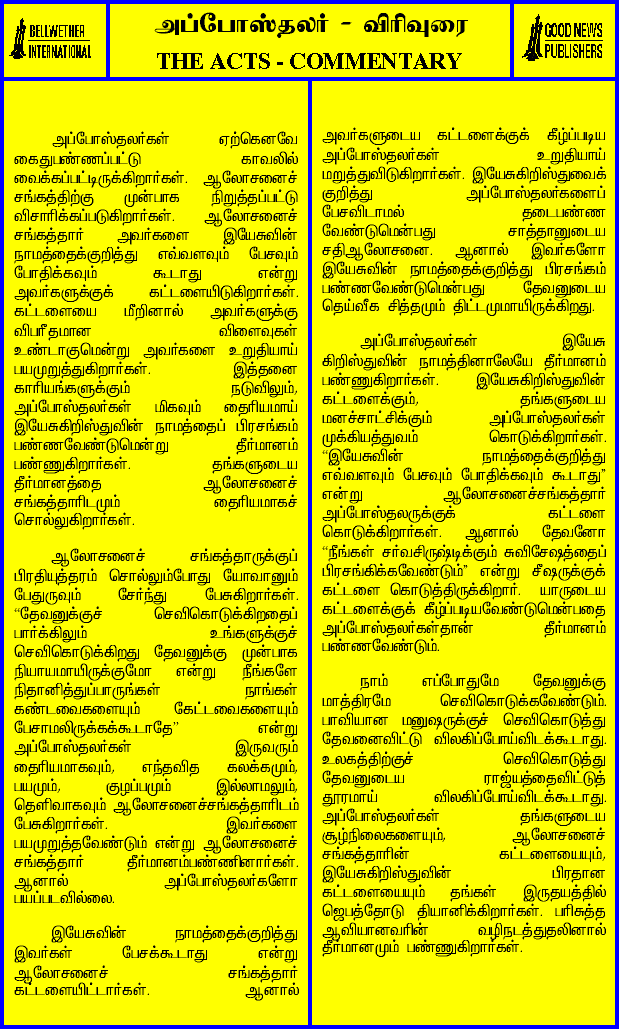 BELLWETHER
INTERNATIONAL
அப்போஸ்தலர் - விரிவுரை
THE ACTS - COMMENTARY
GOOD NEWS
PUBLISHERS
அப்போஸ்தலர்கள் ஏற்கெனவே
கைதுபண்ணப்பட்டு காவலில்
வைக்கப்பட்டிருக்கிறார்கள். ஆலோசனைச்
சங்கத்திற்கு முன்பாக நிறுத்தப்பட்டு
விசாரிக்கப்படுகிறார்கள். ஆலோசனைச்
சங்கத்தார் அவர்களை இயேசுவின்
நாமத்தைக்குறித்து எவ்வளவும் பேசவும்
போதிக்கவும் கூடாது என்று
அவர்களுக்குக் கட்டளையிடுகிறார்கள்.
கட்டளையை மீறினால் அவர்களுக்கு
விபரீதமான விளைவுகள்
உண்டாகுமென்று அவர்களை உறுதியாய்
பயமுறுத்துகிறார்கள். இத்தனை
காரியங்களுக்கும் நடுவிலும்,
அப்போஸ்தலர்கள் மிகவும் தைரியமாய்
இயேசுகிறிஸ்துவின் நாமத்தைப் பிரசங்கம்
பண்ணவேண்டுமென்று தீர்மானம்
பண்ணுகிறார்கள். தங்களுடைய
தீர்மானத்தை ஆலோசனைச்
சங்கத்தாரிடமும் தைரியமாகச்
சொல்லுகிறார்கள்.
ஆலோசனைச் சங்கத்தாருக்குப்
பிரதியுத்தரம் சொல்லும்போது யோவானும்
பேதுருவும் சேர்ந்து பேசுகிறார்கள்.
“தேவனுக்குச் செவிகொடுக்கிறதைப்
பார்க்கிலும் உங்களுக்குச்
செவிகொடுக்கிறது தேவனுக்கு முன்பாக
நியாயமாயிருக்குமோ என்று நீங்களே
நிதானித்துப்பாருங்கள் நாங்கள்
கண்டவைகளையும் கேட்டவைகளையும்
பேசாமலிருக்கக்கூடாதே” என்று
அப்போஸ்தலர்கள் இருவரும்
தைரியமாகவும், எந்தவித கலக்கமும்,
பயமும், குழப்பமும் இல்லாமலும்,
தெளிவாகவும் ஆலோசனைச்சங்கத்தாரிடம்
பேசுகிறார்கள். இவர்களை
பயமுறுத்தவேண்டும் என்று ஆலோசனைச்
சங்கத்தார் தீர்மானம்பண்ணினார்கள்.
ஆனால் அப்போஸ்தலர்களோ
பயப்படவில்லை.
இயேசுவின் நாமத்தைக்குறித்து
இவர்கள் பேசக்கூடாது என்று
ஆலோசனைச் சங்கத்தார்
கட்டளையிட்டார்கள். ஆனால்
அவர்களுடைய கட்டளைக்குக் கீழ்ப்படிய
அப்போஸ்தலர்கள் உறுதியாய்
மறுத்துவிடுகிறார்கள். இயேசுகிறிஸ்துவைக்
குறித்து அப்போஸ்தலர்களைப்
பேசவிடாமல் தடைபண்ண
வேண்டுமென்பது சாத்தானுடைய
சதிஆலோசனை. ஆனால் இவர்களோ
இயேசுவின் நாமத்தைக்குறித்து பிரசங்கம்
பண்ணவேண்டுமென்பது தேவனுடைய
தெய்வீக சித்தமும் திட்டமுமாயிருக்கிறது.
அப்போஸ்தலர்கள் இயேசு
கிறிஸ்துவின் நாமத்தினாலேயே தீர்மானம்
பண்ணுகிறார்கள். இயேசுகிறிஸ்துவின்
கட்டளைக்கும், தங்களுடைய
மனச்சாட்சிக்கும் அப்போஸ்தலர்கள்
முக்கியத்துவம் கொடுக்கிறார்கள்.
“இயேசுவின் நாமத்தைக்குறித்து
எவ்வளவும் பேசவும் போதிக்கவும் கூடாது”
என்று ஆலோசனைச்சங்கத்தார்
அப்போஸ்தலருக்குக் கட்டளை
கொடுக்கிறார்கள். ஆனால் தேவனோ
“நீங்கள் சர்வசிருஷ்டிக்கும் சுவிசேஷத்தைப்
பிரசங்கிக்கவேண்டும்” என்று சீஷருக்குக்
கட்டளை கொடுத்திருக்கிறார். யாருடைய
கட்டளைக்குக் கீழ்ப்படியவேண்டுமென்பதை
அப்போஸ்தலர்கள்தான் தீர்மானம்
பண்ணவேண்டும்.
நாம் எப்போதுமே தேவனுக்கு
மாத்திரமே செவிகொடுக்கவேண்டும்.
பாவியான மனுஷருக்குச் செவிகொடுத்து
தேவனைவிட்டு விலகிப்போய்விடக்கூடாது.
உலகத்திற்குச் செவிகொடுத்து
தேவனுடைய ராஜ்யத்தைவிட்டுத்
தூரமாய் விலகிப்போய்விடக்கூடாது.
அப்போஸ்தலர்கள் தங்களுடைய
சூழ்நிலைகளையும், ஆலோசனைச்
சங்கத்தாரின் கட்டளையையும்,
இயேசுகிறிஸ்துவின் பிரதான
கட்டளையையும் தங்கள் இருதயத்தில்
ஜெபத்தோடு தியானிக்கிறார்கள். பரிசுத்த
ஆவியானவரின் வழிநடத்துதலினால்
தீர்மானமும் பண்ணுகிறார்கள்.